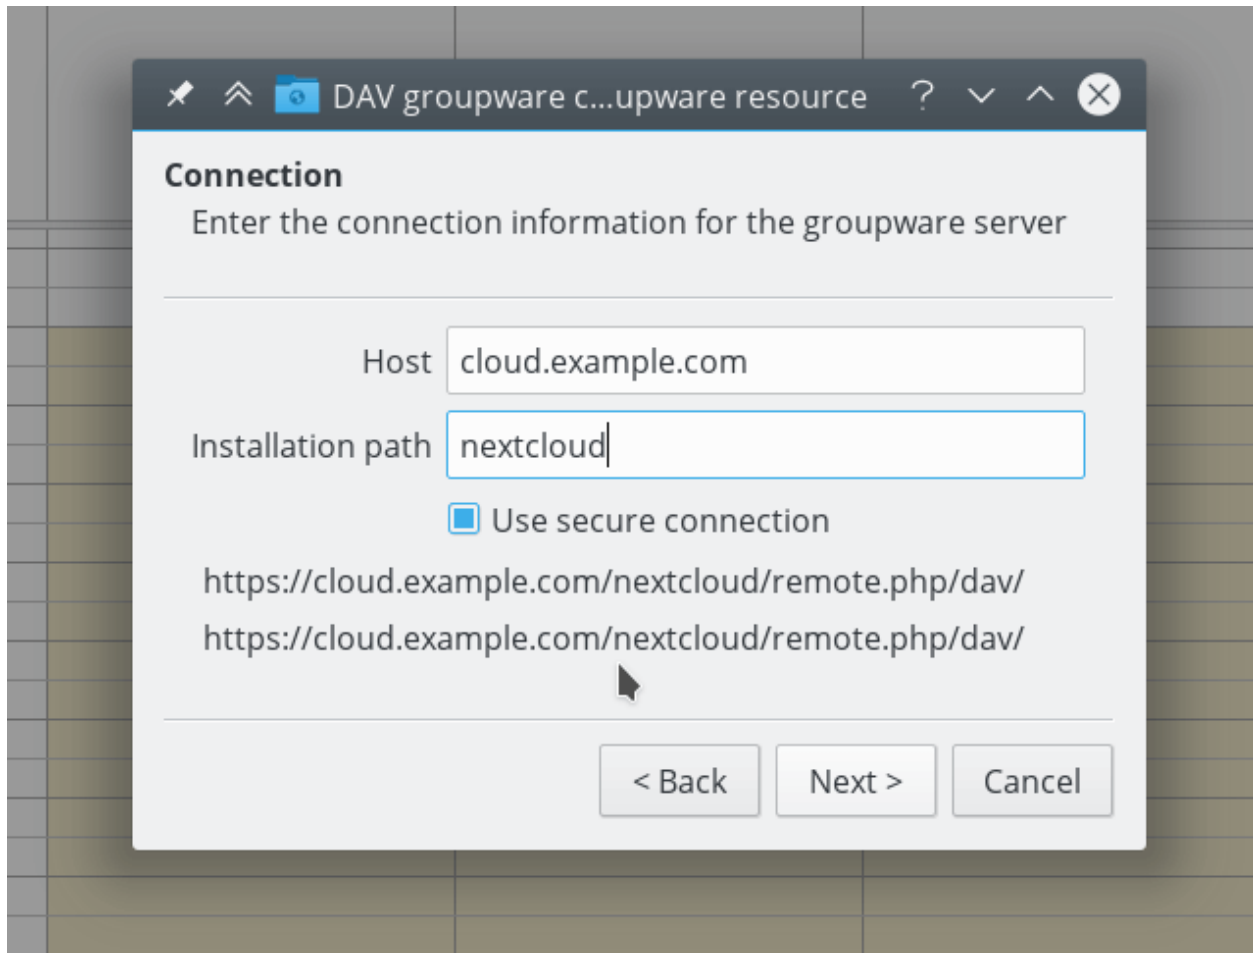 DAV groupware c...upware resource ?
Connection
Enter the connection information for the groupware server
Host cloud.example.com
Installation path nextcloud
Use secure connection
https://cloud.example.com/nextcloud/remote.php/dav/
https://cloud.example.com/nextcloud/remote.php/dav/
< Back Next > Cancel